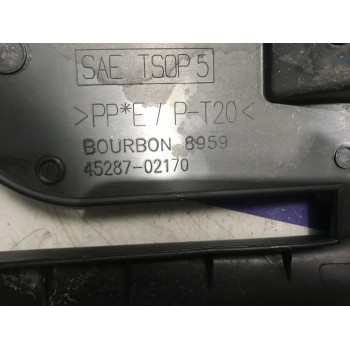 SAE TSOP 5
>PP*E / P-T20<
BOURBON 8959
45287-02170